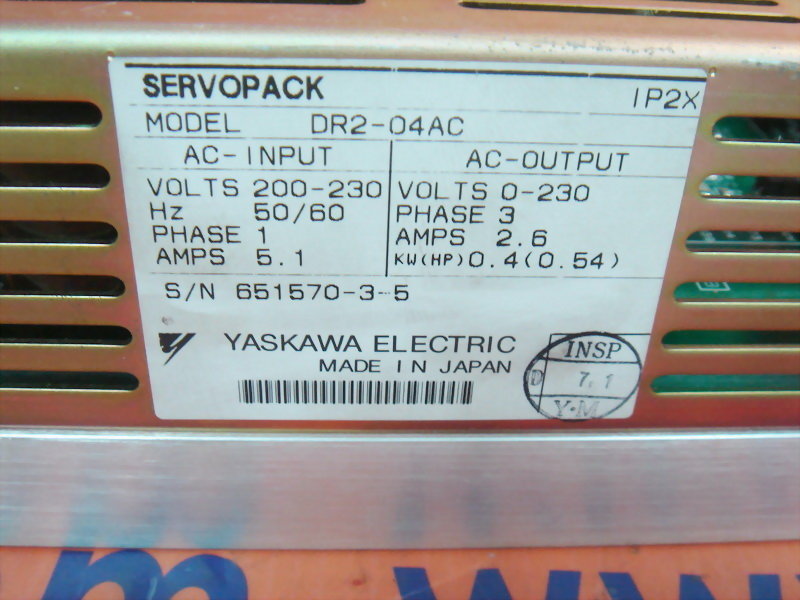 SERVOPACK
IP2X
MODEL DR2-04AC
AC-INPUT
VOLTS 200-230
Hz 50/60
PHASE 1
AMPS 5.1
AC-OUTPUT
VOLTS 0-230
PHASE 3
AMPS 2.6
KW(HP)0.4(0.54)
S/N 651570-3-5
YASKAWA ELECTRIC
MADE IN JAPAN
INSP
D 7.1
Y·M